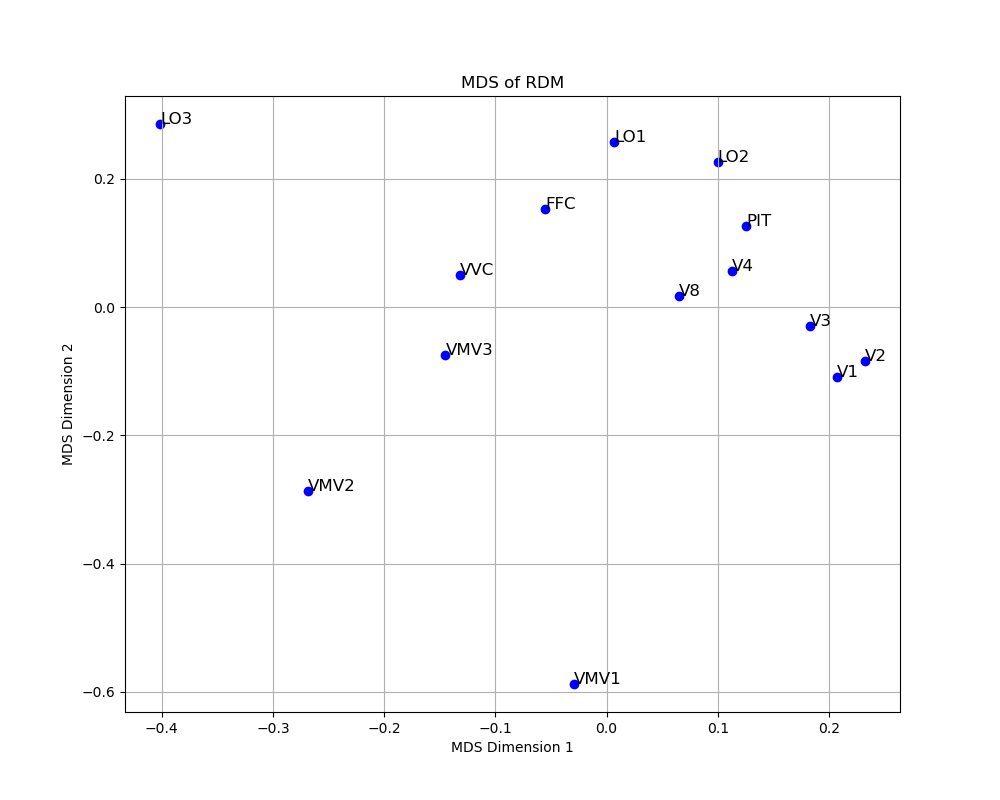 MDS of RDM
LO3
LO1
LO2
FFC
PIT
VVC
V4
V8
V3
VMV3
V2
V1
VMV2
VMV1
0.2
0.0
−0.2
−0.4
−0.6
MDS Dimension 2
−0.4
−0.3
−0.2
−0.1
0.0
0.1
0.2
MDS Dimension 1